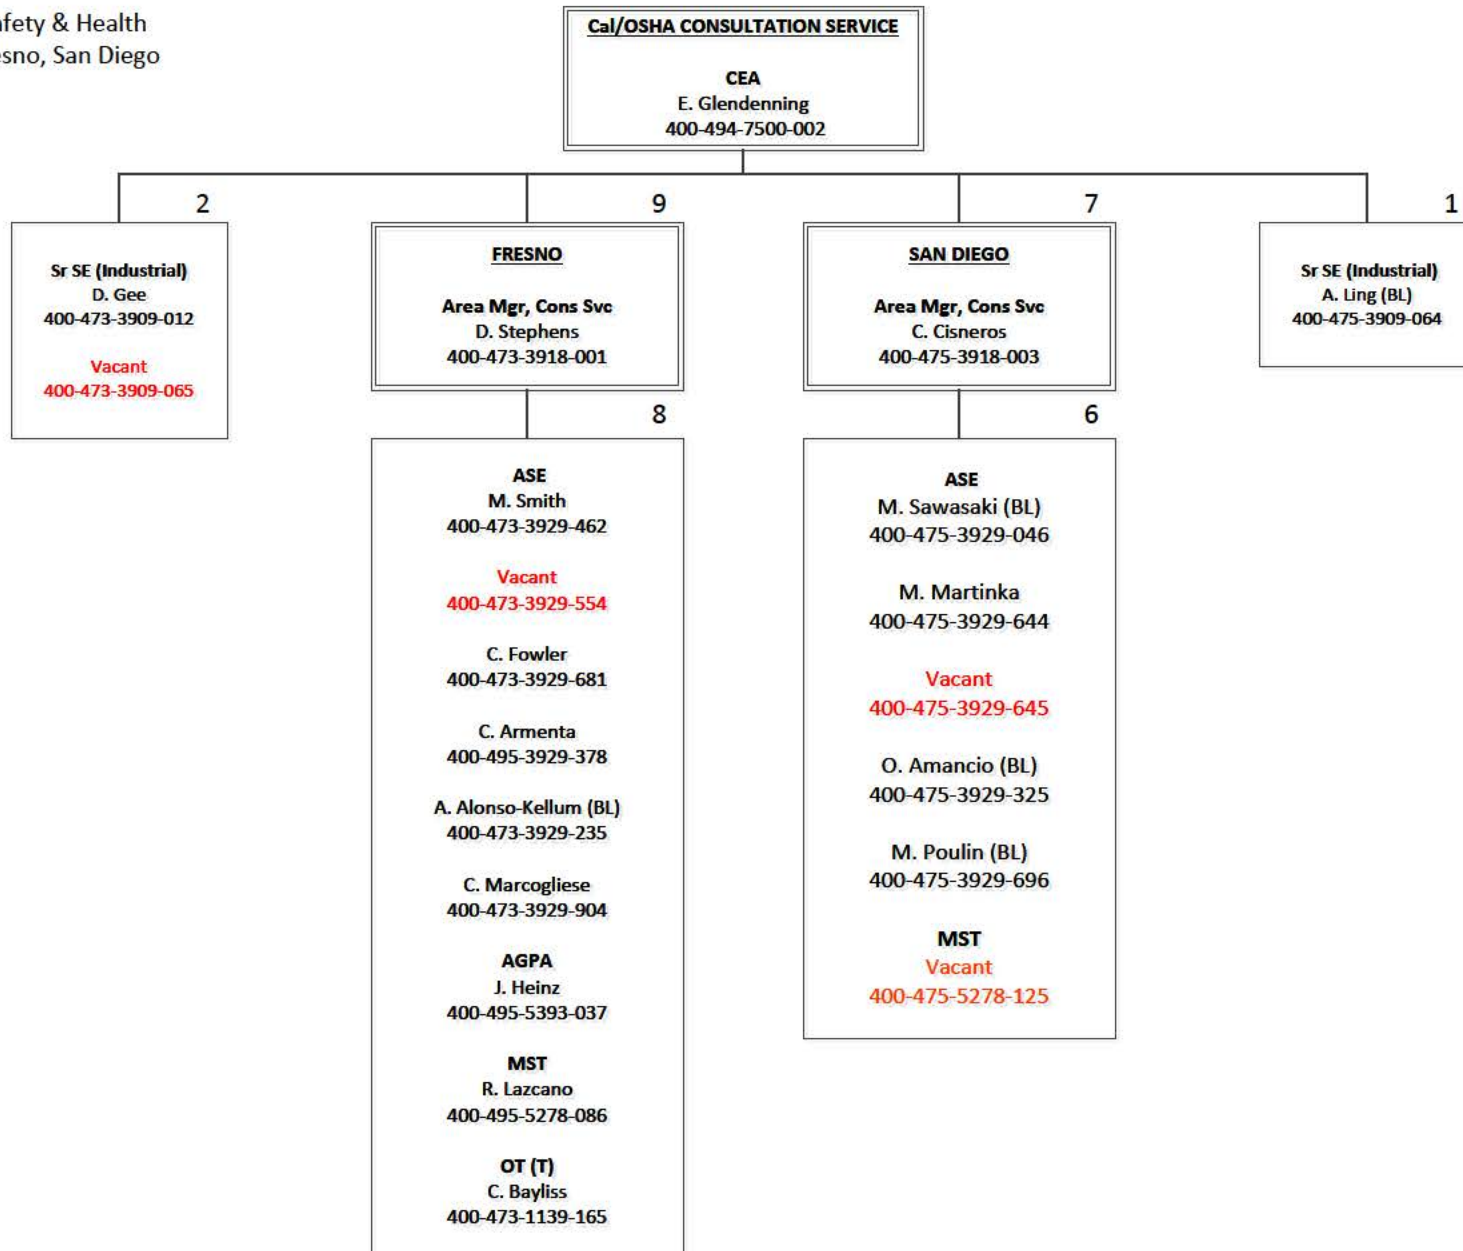 Safety & Health
Fresno, San Diego
Cal/OSHA CONSULTATION SERVICE
CEA
E. Glendenning
400-494-7500-002
2
Sr SE (Industrial)
D. Gee
400-473-3909-012
Vacant
400-473-3909-065
9
FRESNO
Area Mgr, Cons Svc
D. Stephens
400-473-3918-001
8
ASE
M. Smith
400-473-3929-462
Vacant
400-473-3929-554
C. Fowler
400-473-3929-681
C. Armenta
400-495-3929-378
A. Alonso-Kellum (BL)
400-473-3929-235
C. Marcogliese
400-473-3929-904
AGPA
J. Heinz
400-495-5393-037
MST
R. Lazcano
400-495-5278-086
OT (T)
C. Bayliss
400-473-1139-165
7
SAN DIEGO
Area Mgr, Cons Svc
C. Cisneros
400-475-3918-003
6
ASE
M. Sawasaki (BL)
400-475-3929-046
M. Martinka
400-475-3929-644
Vacant
400-475-3929-645
O. Amancio (BL)
400-475-3929-325
M. Poulin (BL)
400-475-3929-696
MST
Vacant
400-475-5278-125
1
Sr SE (Industrial)
A. Ling (BL)
400-475-3909-064